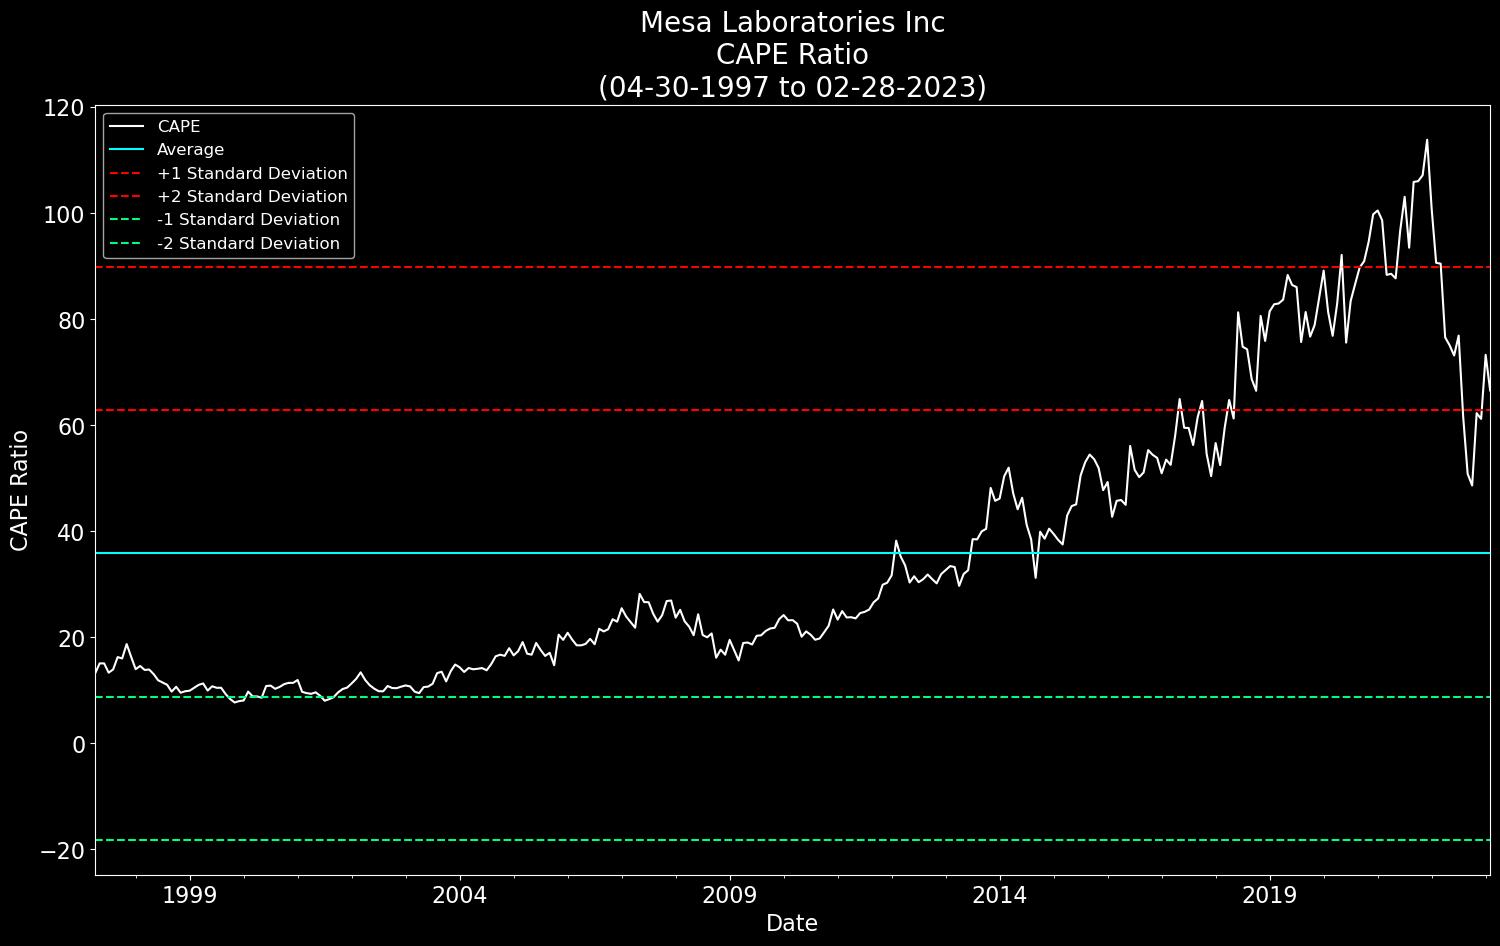 Mesa Laboratories Inc
CAPE Ratio
(04-30-1997 to 02-28-2023)
CAPE
Average
+1 Standard Deviation
+2 Standard Deviation
-1 Standard Deviation
-2 Standard Deviation
CAPE Ratio
120
100
80
60
40
20
0
−20
1999 2004 2009 2014 2019
Date